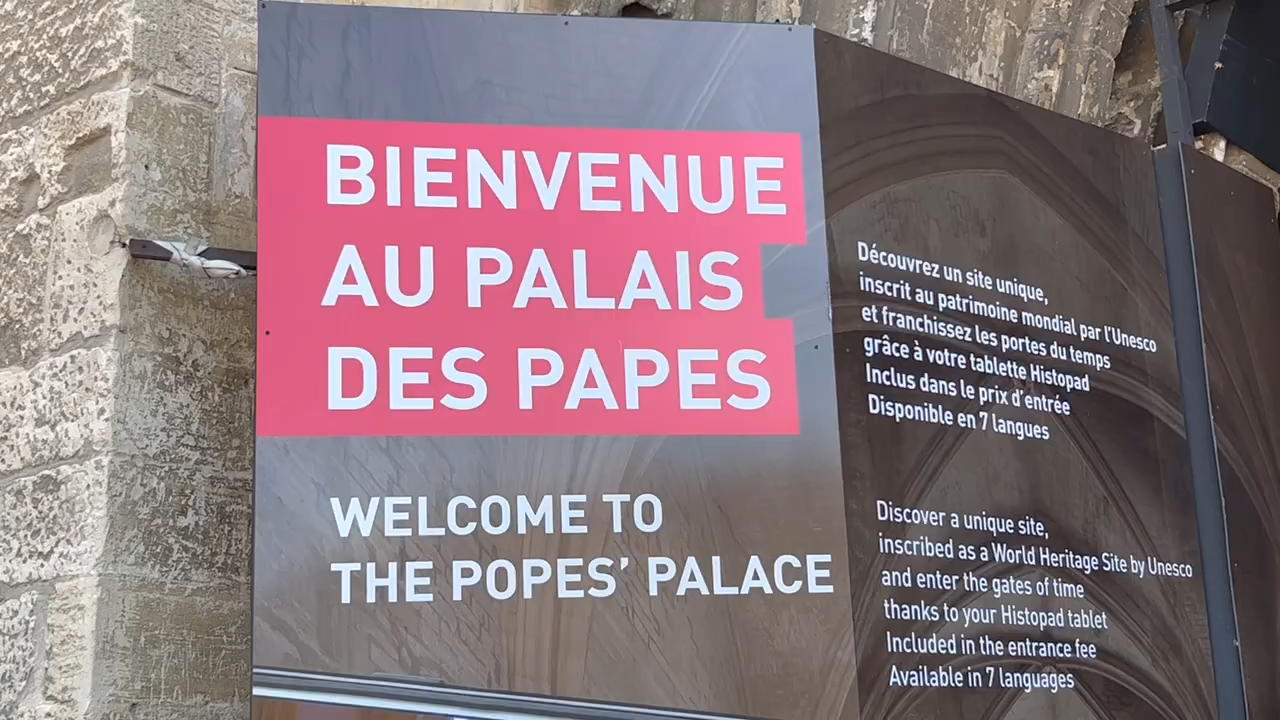 BIENVENUE
AU PALAIS
DES PAPES
WELCOME TO
THE POPES' PALACE
Découvrez un site unique,
inscrit au patrimoine mondial par l'Unesco
et franchissez les portes du temps
grâce à votre tablette Histopad
Inclus dans le prix d'entrée
Disponible en 7 langues
Discover a unique site,
inscribed as a World Heritage Site by Unesco
and enter the gates of time
thanks to your Histopad tablet
Included in the entrance fee
Available in 7 languages